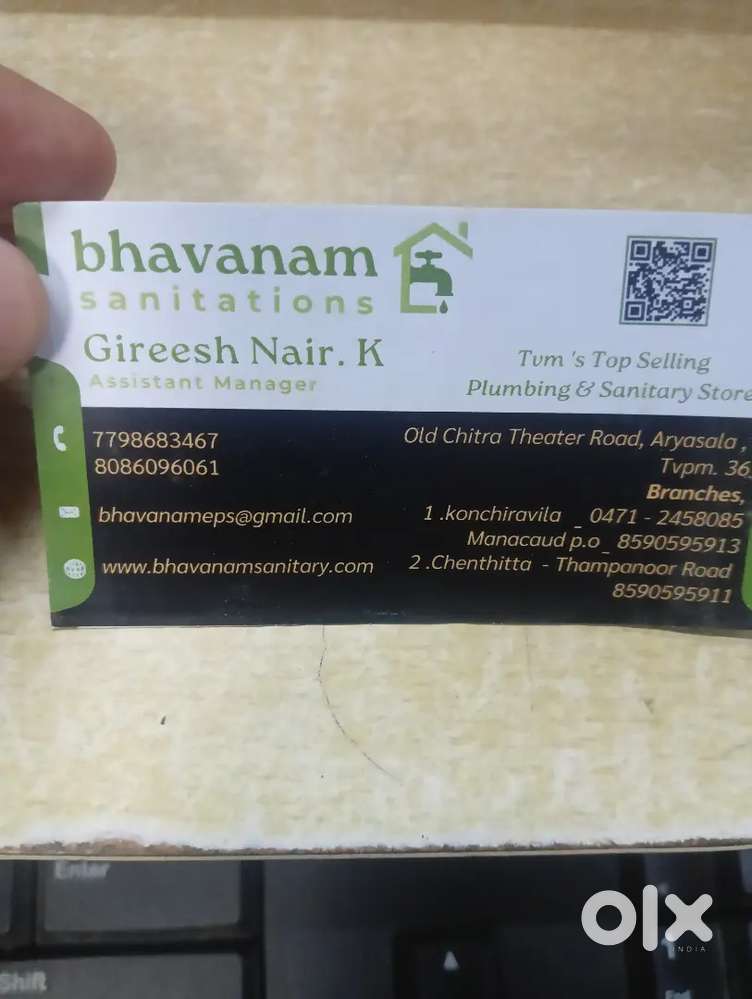 bhavanam
sanitations
Gireesh Nair. K
Assistant Manager
Tvm 's Top Selling
Plumbing & Sanitary Store
7798683467
8086096061
bhavanameps@gmail.com
www.bhavanamsanitary.com
Old Chitra Theater Road, Aryasala ,
Tvpm. 36,
Branches,
1 .konchiravila _ 0471 - 2458085
Manacaud p.o_ 8590595913
2 .Chenthitta - Thampanoor Road
8590595911
Enter
Shift
olx
INDIA